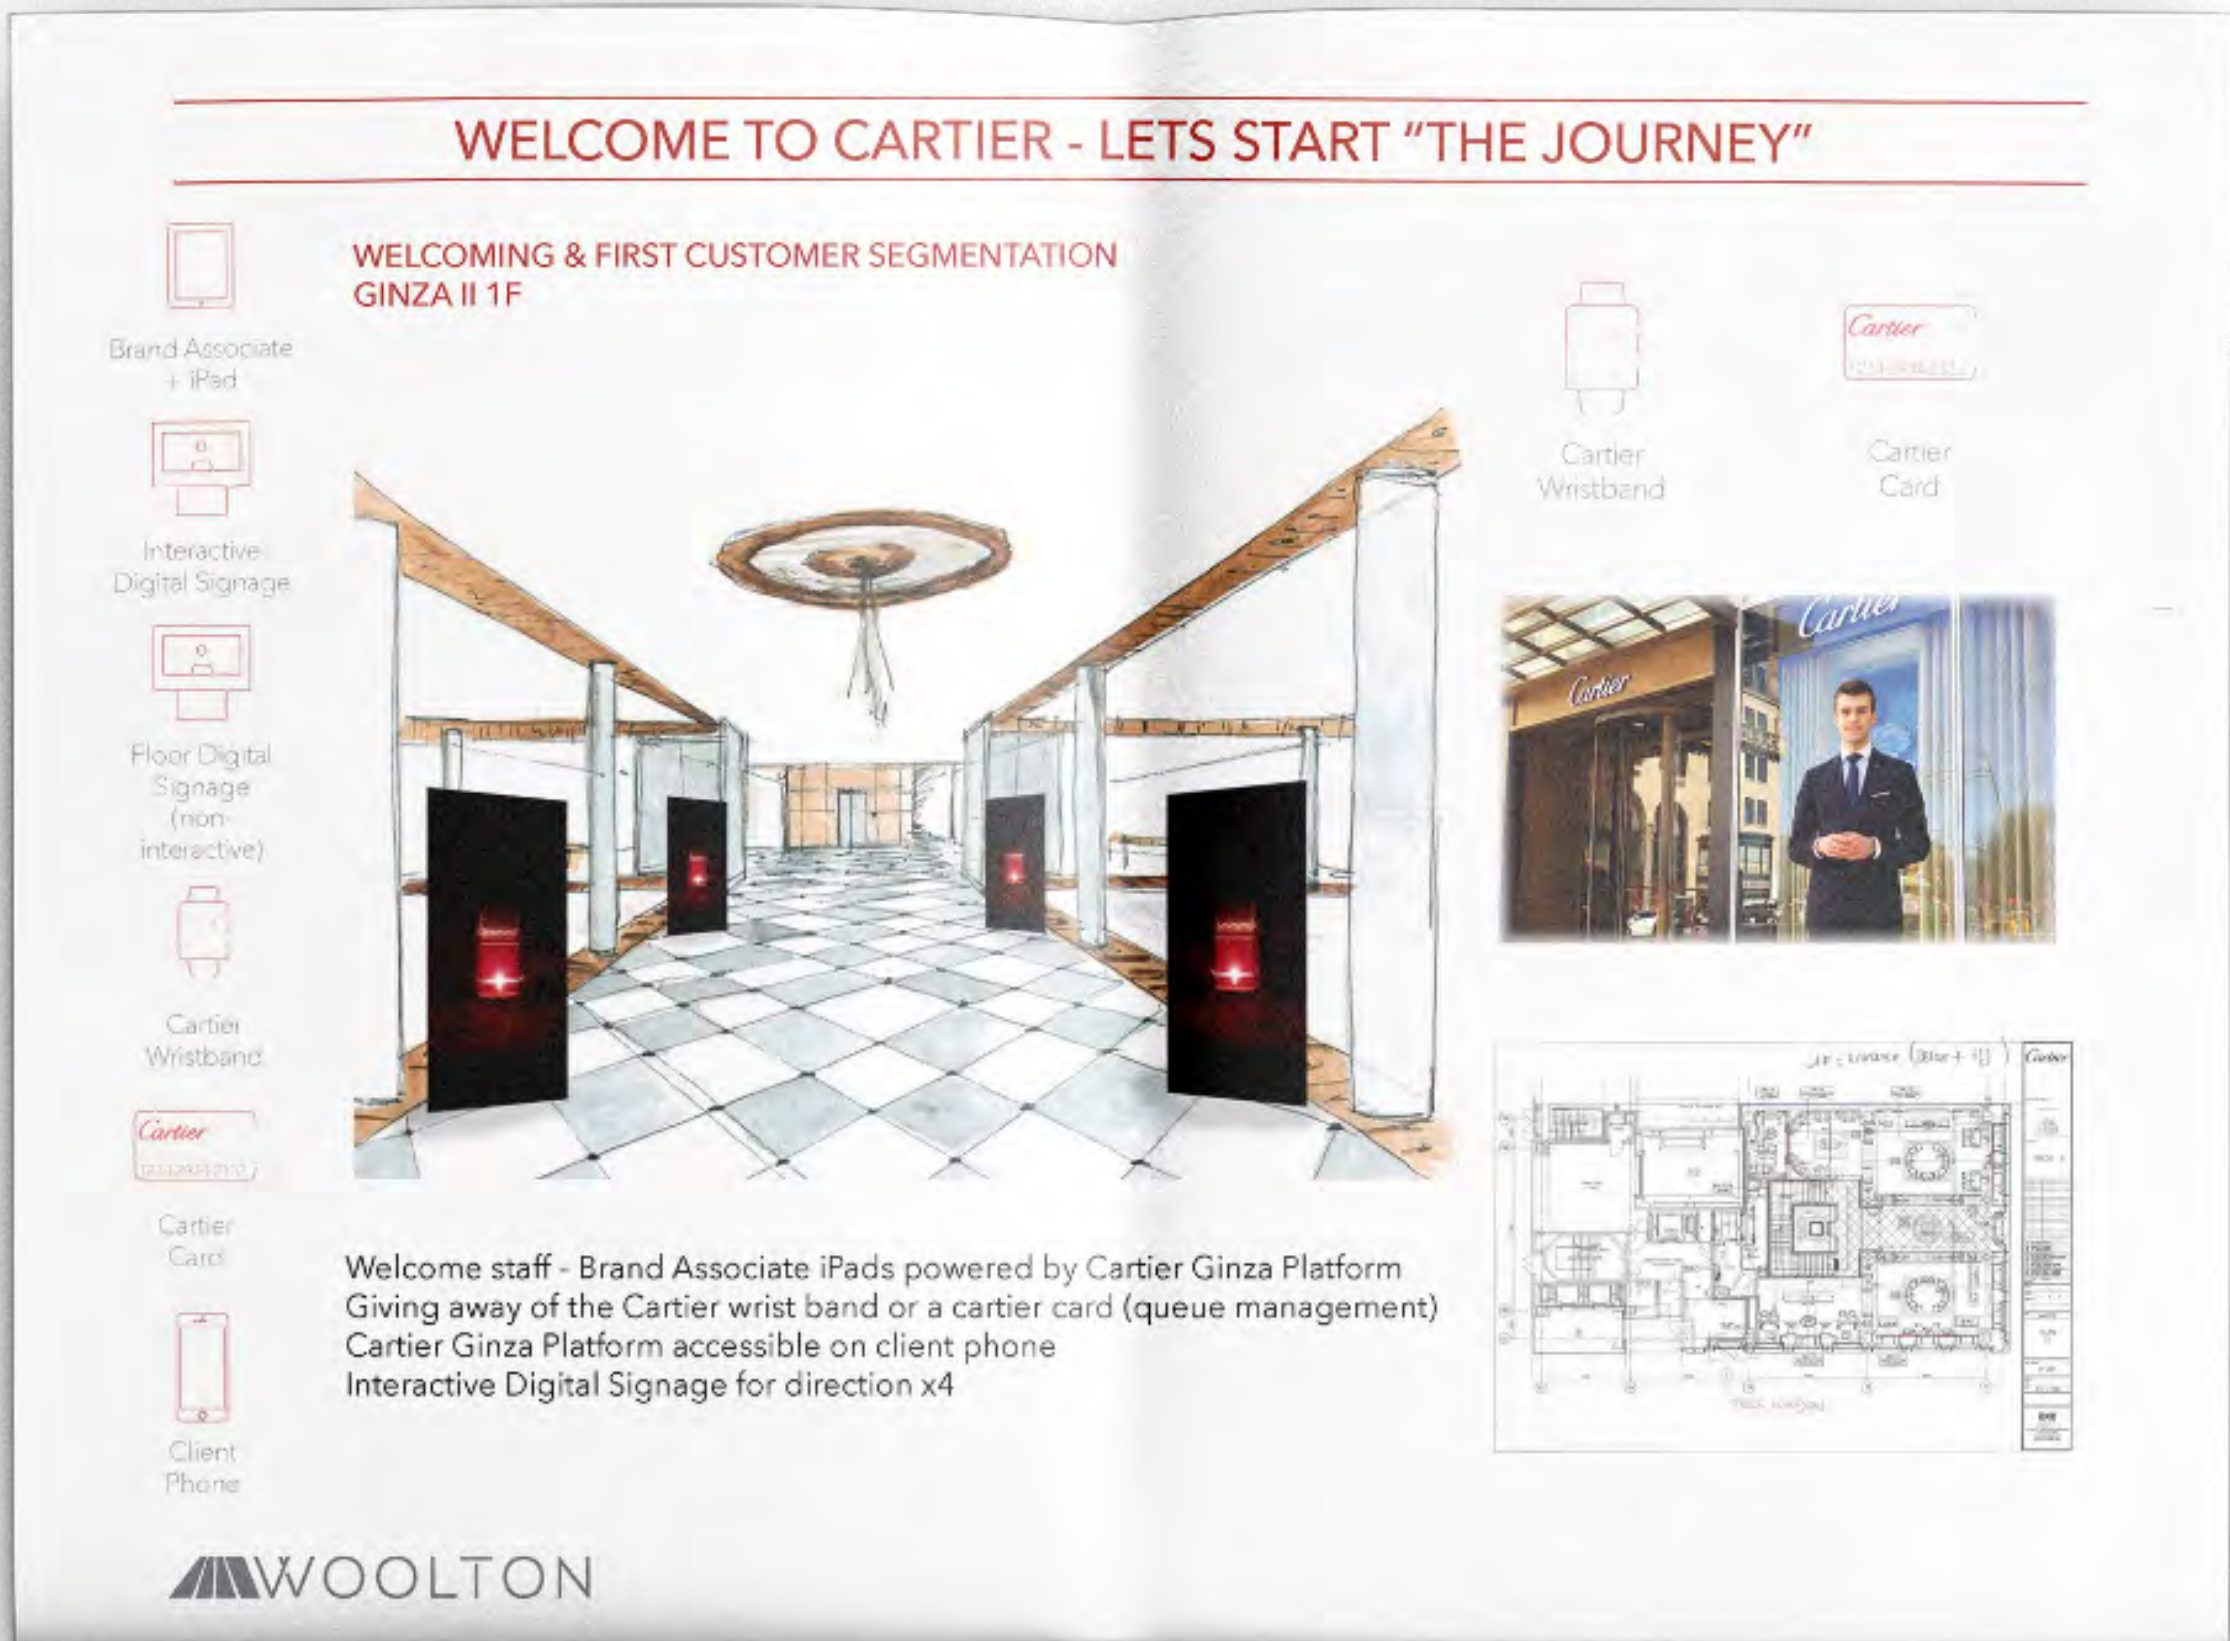 WELCOME TO CARTIER - LETS START "THE JOURNEY"
WELCOMING & FIRST CUSTOMER SEGMENTATION
GINZA II 1F
Brand Associate
+ iPad
Interactive
Digital Signage
Floor Digital
Signage
(non-
interactive)
Cartier
Wristband
Cartier
Cartier
Card
Client
Phone
Cartier
Wristband
Cartier
Cartier
Card
Cartier
Cartier
Cartier
Welcome staff - Brand Associate iPads powered by Cartier Ginza Platform
Giving away of the Cartier wrist band or a cartier card (queue management)
Cartier Ginza Platform accessible on client phone
Interactive Digital Signage for direction x4
WOOLTON